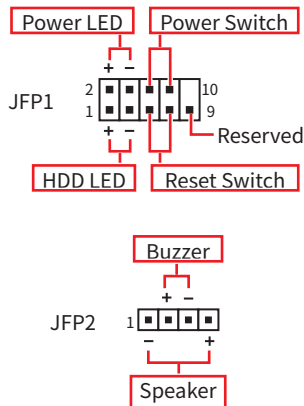 Power LED Power Switch
+ −
2 10
JFP1
1 9
+ − Reserved
HDD LED Reset Switch
Buzzer
+ −
JFP2 1
− +
Speaker